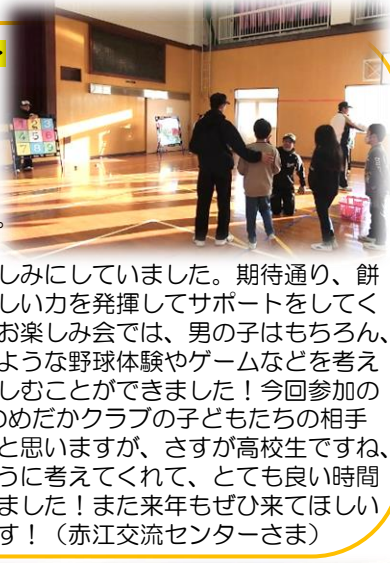 。
しみにしていました。期待通り、餅
しい力を発揮してサポートをしてく
お楽しみ会では、男の子はもちろん、
ような野球体験やゲームなどを考え
しむことができました！今回参加の
のめだかクラブの子どもたちの相手
と思いますが、さすが高校生ですね、
うに考えてくれて、とても良い時間
ました！また来年もぜひ来てほしい
す！（赤江交流センターさま）